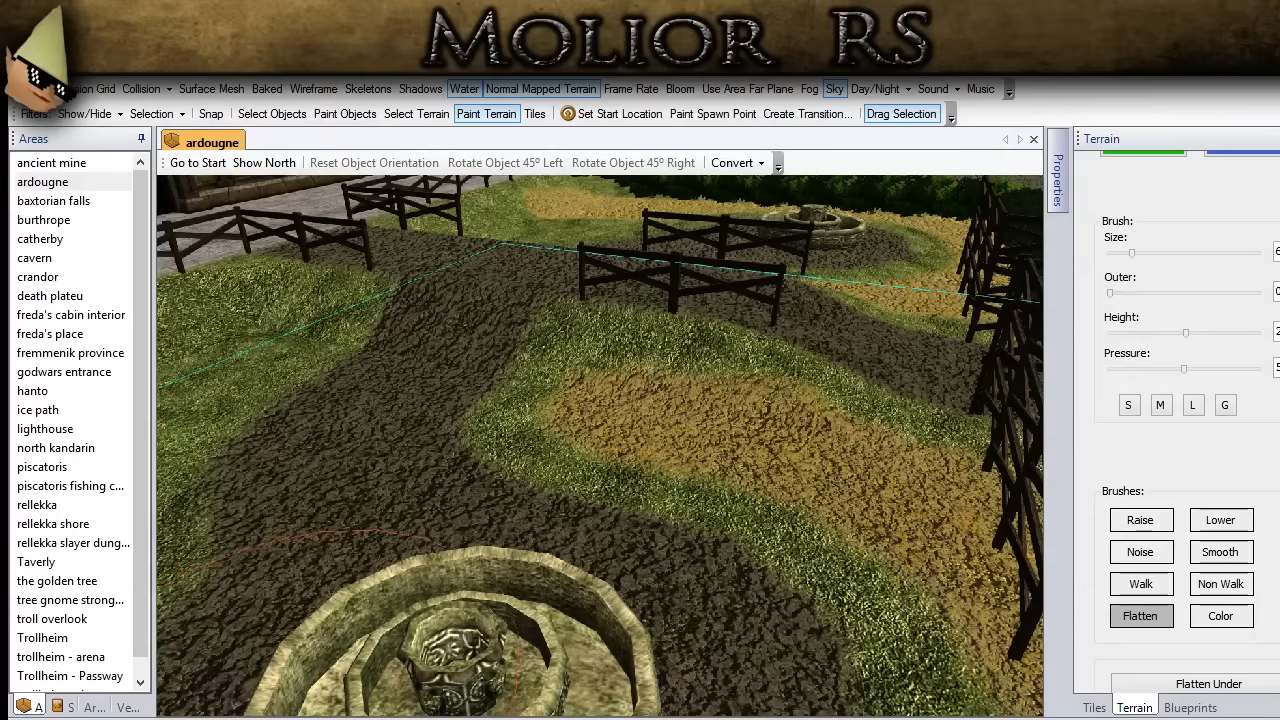 MOLIOR RS
Grid Collision Surface Mesh Baked Wireframe Skeletons Shadows Water Normal Mapped Terrain Frame Rate Bloom Use Area Far Plane Fog Sky Day/Night Sound Music
Filters: Show/Hide Selection Snap Select Objects Paint Objects Select Terrain Paint Terrain Tiles Set Start Location Paint Spawn Point Create Transition... Drag Selection
Areas
ardougne
Terrain
Go to Start Show North Reset Object Orientation Rotate Object 45º Left Rotate Object 45º Right Convert
Properties
ancient mine
ardougne
baxtorian falls
burthrope
catherby
cavern
crandor
death plateu
freda's cabin interior
freda's place
fremmenik province
godwars entrance
hanto
ice path
lighthouse
north kandarin
piscatoris
piscatoris fishing c...
rellekka
rellekka shore
rellekka slayer dung...
Taverly
the golden tree
tree gnome strong...
troll overlook
Trollheim
trollheim - arena
Trollheim - Passway
A S Ar... Ve...
Brush:
Size:
Outer:
Height:
Pressure:
S M L G
Brushes:
Raise Lower
Noise Smooth
Walk Non Walk
Flatten Color
Flatten Under
Tiles Terrain Blueprints